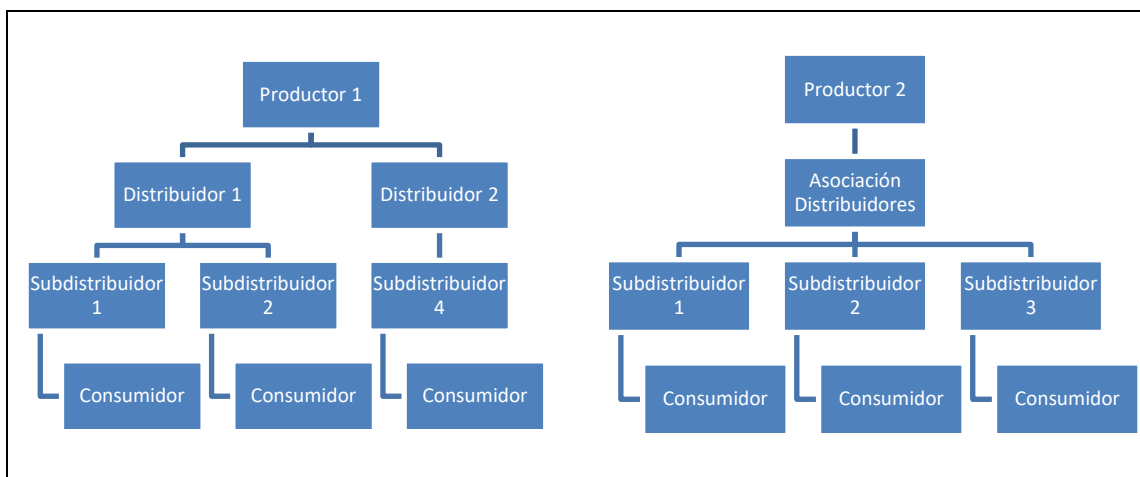 Productor 1
Distribuidor 1
Distribuidor 2
Subdistribuidor
1
Subdistribuidor
2
Subdistribuidor
4
Consumidor
Consumidor
Consumidor
Productor 2
Asociación
Distribuidores
Subdistribuidor
1
Subdistribuidor
2
Subdistribuidor
3
Consumidor
Consumidor
Consumidor